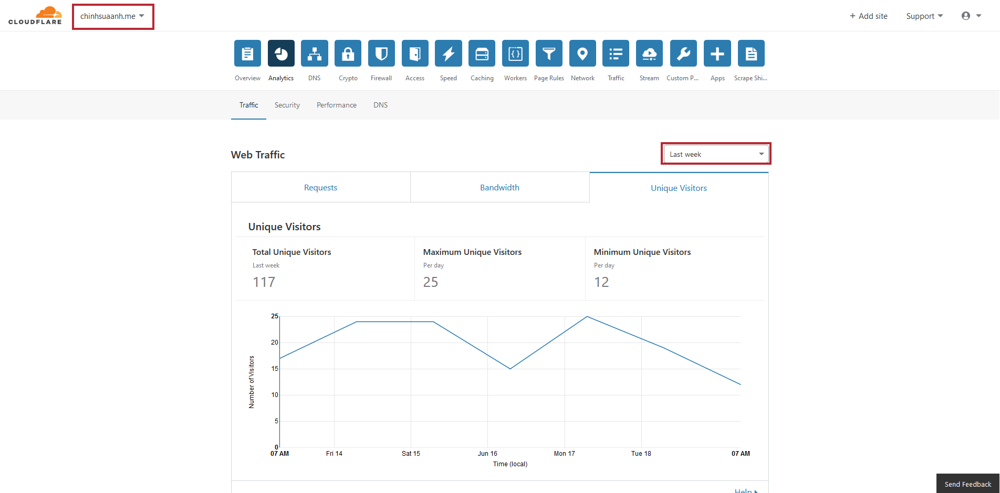 CLOUDFLARE
chinhsuaanh.me
+ Add site
Support
Overview
Analytics
DNS
Crypto
Firewall
Access
Speed
Caching
Workers
Page Rules
Network
Traffic
Stream
Custom P...
Apps
Scrape Shi...
Traffic
Security
Performance
DNS
Web Traffic
Last week
Requests
Bandwidth
Unique Visitors
Unique Visitors
Total Unique Visitors
Last week
117
Maximum Unique Visitors
Per day
25
Minimum Unique Visitors
Per day
12
25
20
15
10
5
0
Number of Visitors
07 AM
Fri 14
Sat 15
Jun 16
Mon 17
Tue 18
07 AM
Time (local)
Help
Send Feedback